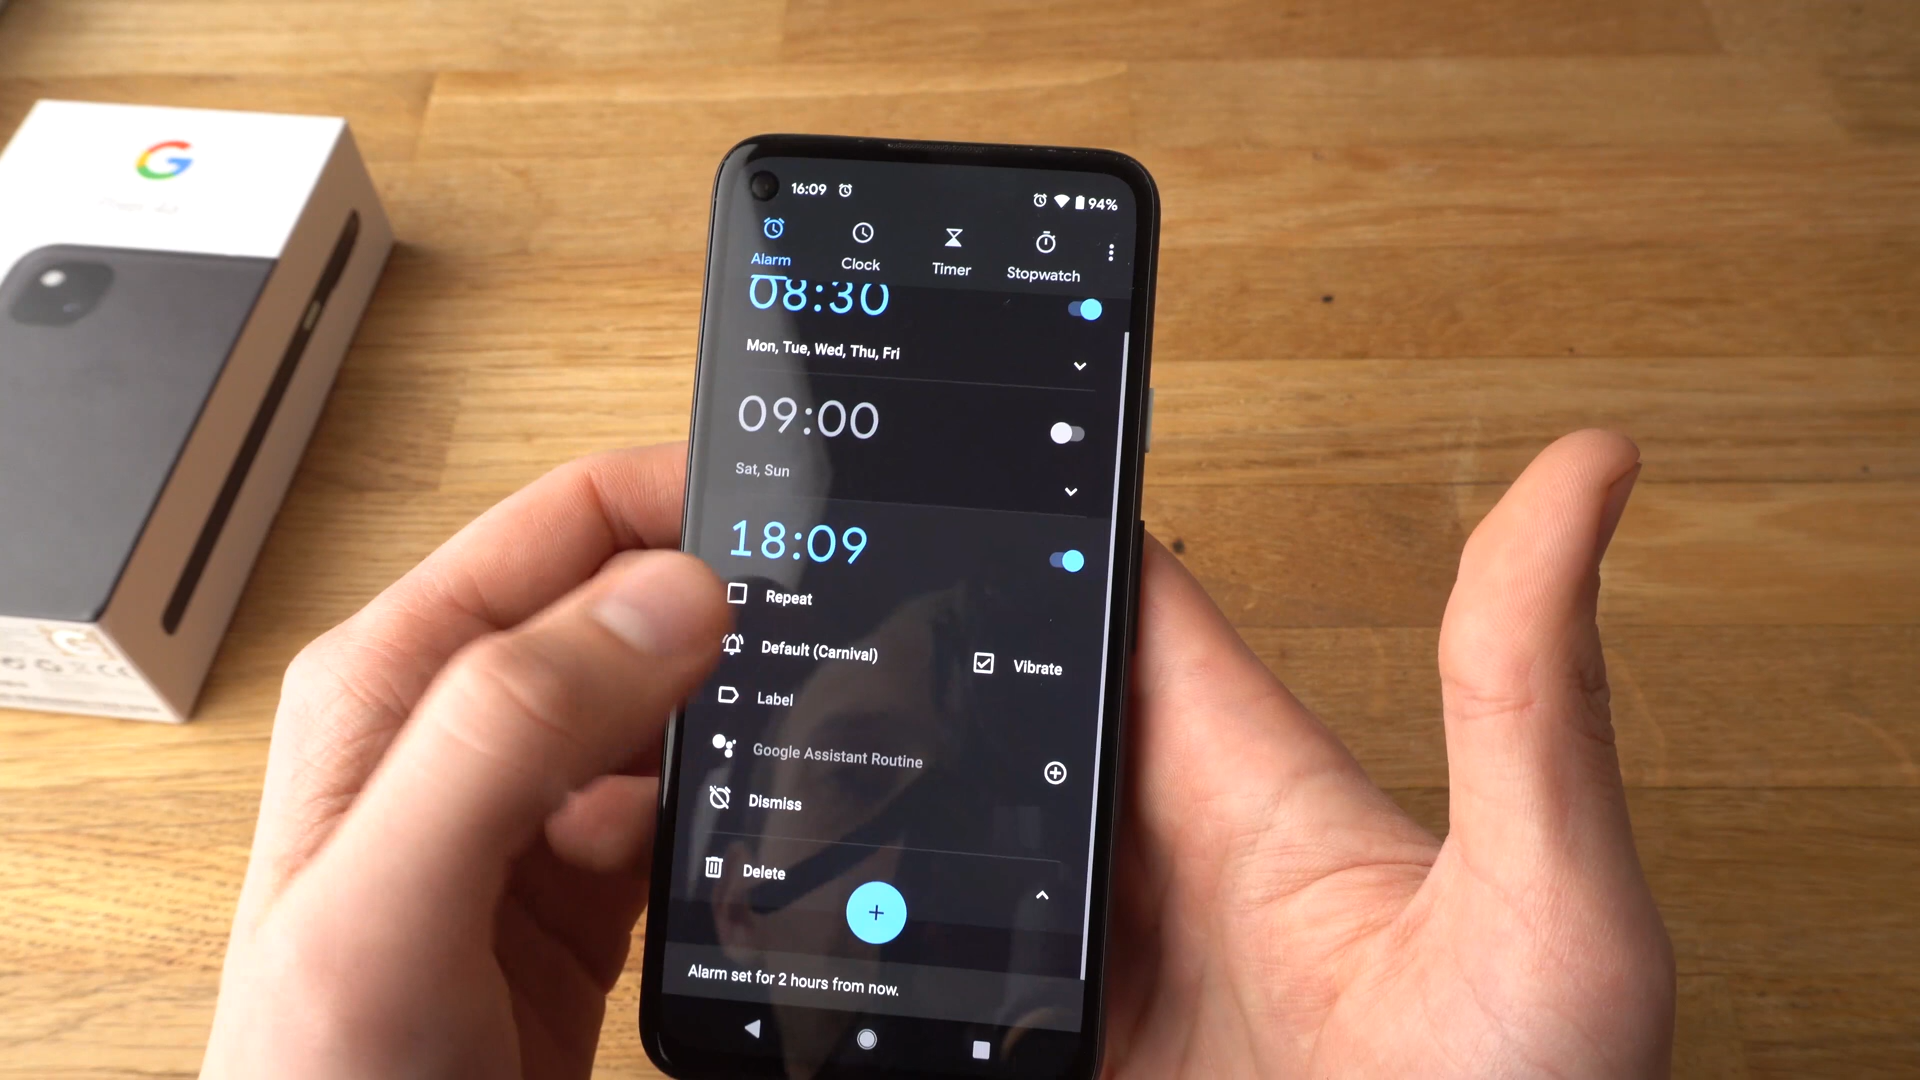 16:09
94%
Alarm
Clock
Timer
Stopwatch
08:30
Mon, Tue, Wed, Thu, Fri
09:00
Sat, Sun
18:09
Repeat
Default (Carnival)
Vibrate
Label
Google Assistant Routine
Dismiss
Delete
Alarm set for 2 hours from now.